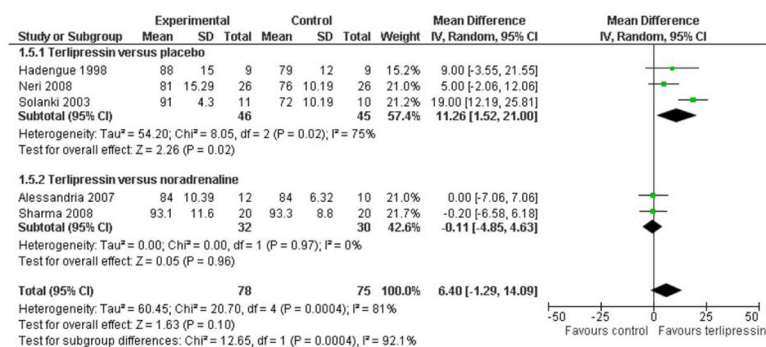 Experimental Control Mean Difference Mean Difference
Study or Subgroup Mean SD Total Mean SD Total Weight IV, Random, 95% CI IV, Random, 95% CI
1.5.1 Terlipressin versus placebo
Hadengue 1998 88 15 9 79 12 9 15.2% 9.00 (-3.55, 21.55)
Neri 2008 81 15.29 26 76 10.19 26 21.0% 5.00 (-2.06, 12.06)
Solanki 2003 91 4.3 11 72 10.19 10 21.2% 19.00 (12.19, 25.81)
Subtotal (95% CI) 46 45 57.4% 11.26 (1.52, 21.00)
Heterogeneity: Tau² = 54.20; Chi² = 8.05, df = 2 (P = 0.02); I² = 75%
Test for overall effect: Z = 2.26 (P = 0.02)
1.5.2 Terlipressin versus noradrenaline
Alessandria 2007 84 10.39 12 84 6.32 10 21.0% 0.00 (-7.06, 7.06)
Sharma 2008 93.1 11.6 20 93.3 8.8 20 21.7% -0.20 (-6.58, 6.18)
Subtotal (95% CI) 32 30 42.6% -0.11 (-4.85, 4.63)
Heterogeneity: Tau² = 0.00; Chi² = 0.00, df = 1 (P = 0.97); I² = 0%
Test for overall effect: Z = 0.05 (P = 0.96)
Total (95% CI) 78 75 100.0% 6.40 (-1.29, 14.09)
Heterogeneity: Tau² = 60.45; Chi² = 20.70, df = 4 (P = 0.0004); I² = 81%
Test for overall effect: Z = 1.63 (P = 0.10)
Test for subgroup differences: Chi² = 12.65, df = 1 (P = 0.0004), I² = 92.1%
-50 -25 0 25 50
Favours control Favours terlipressin